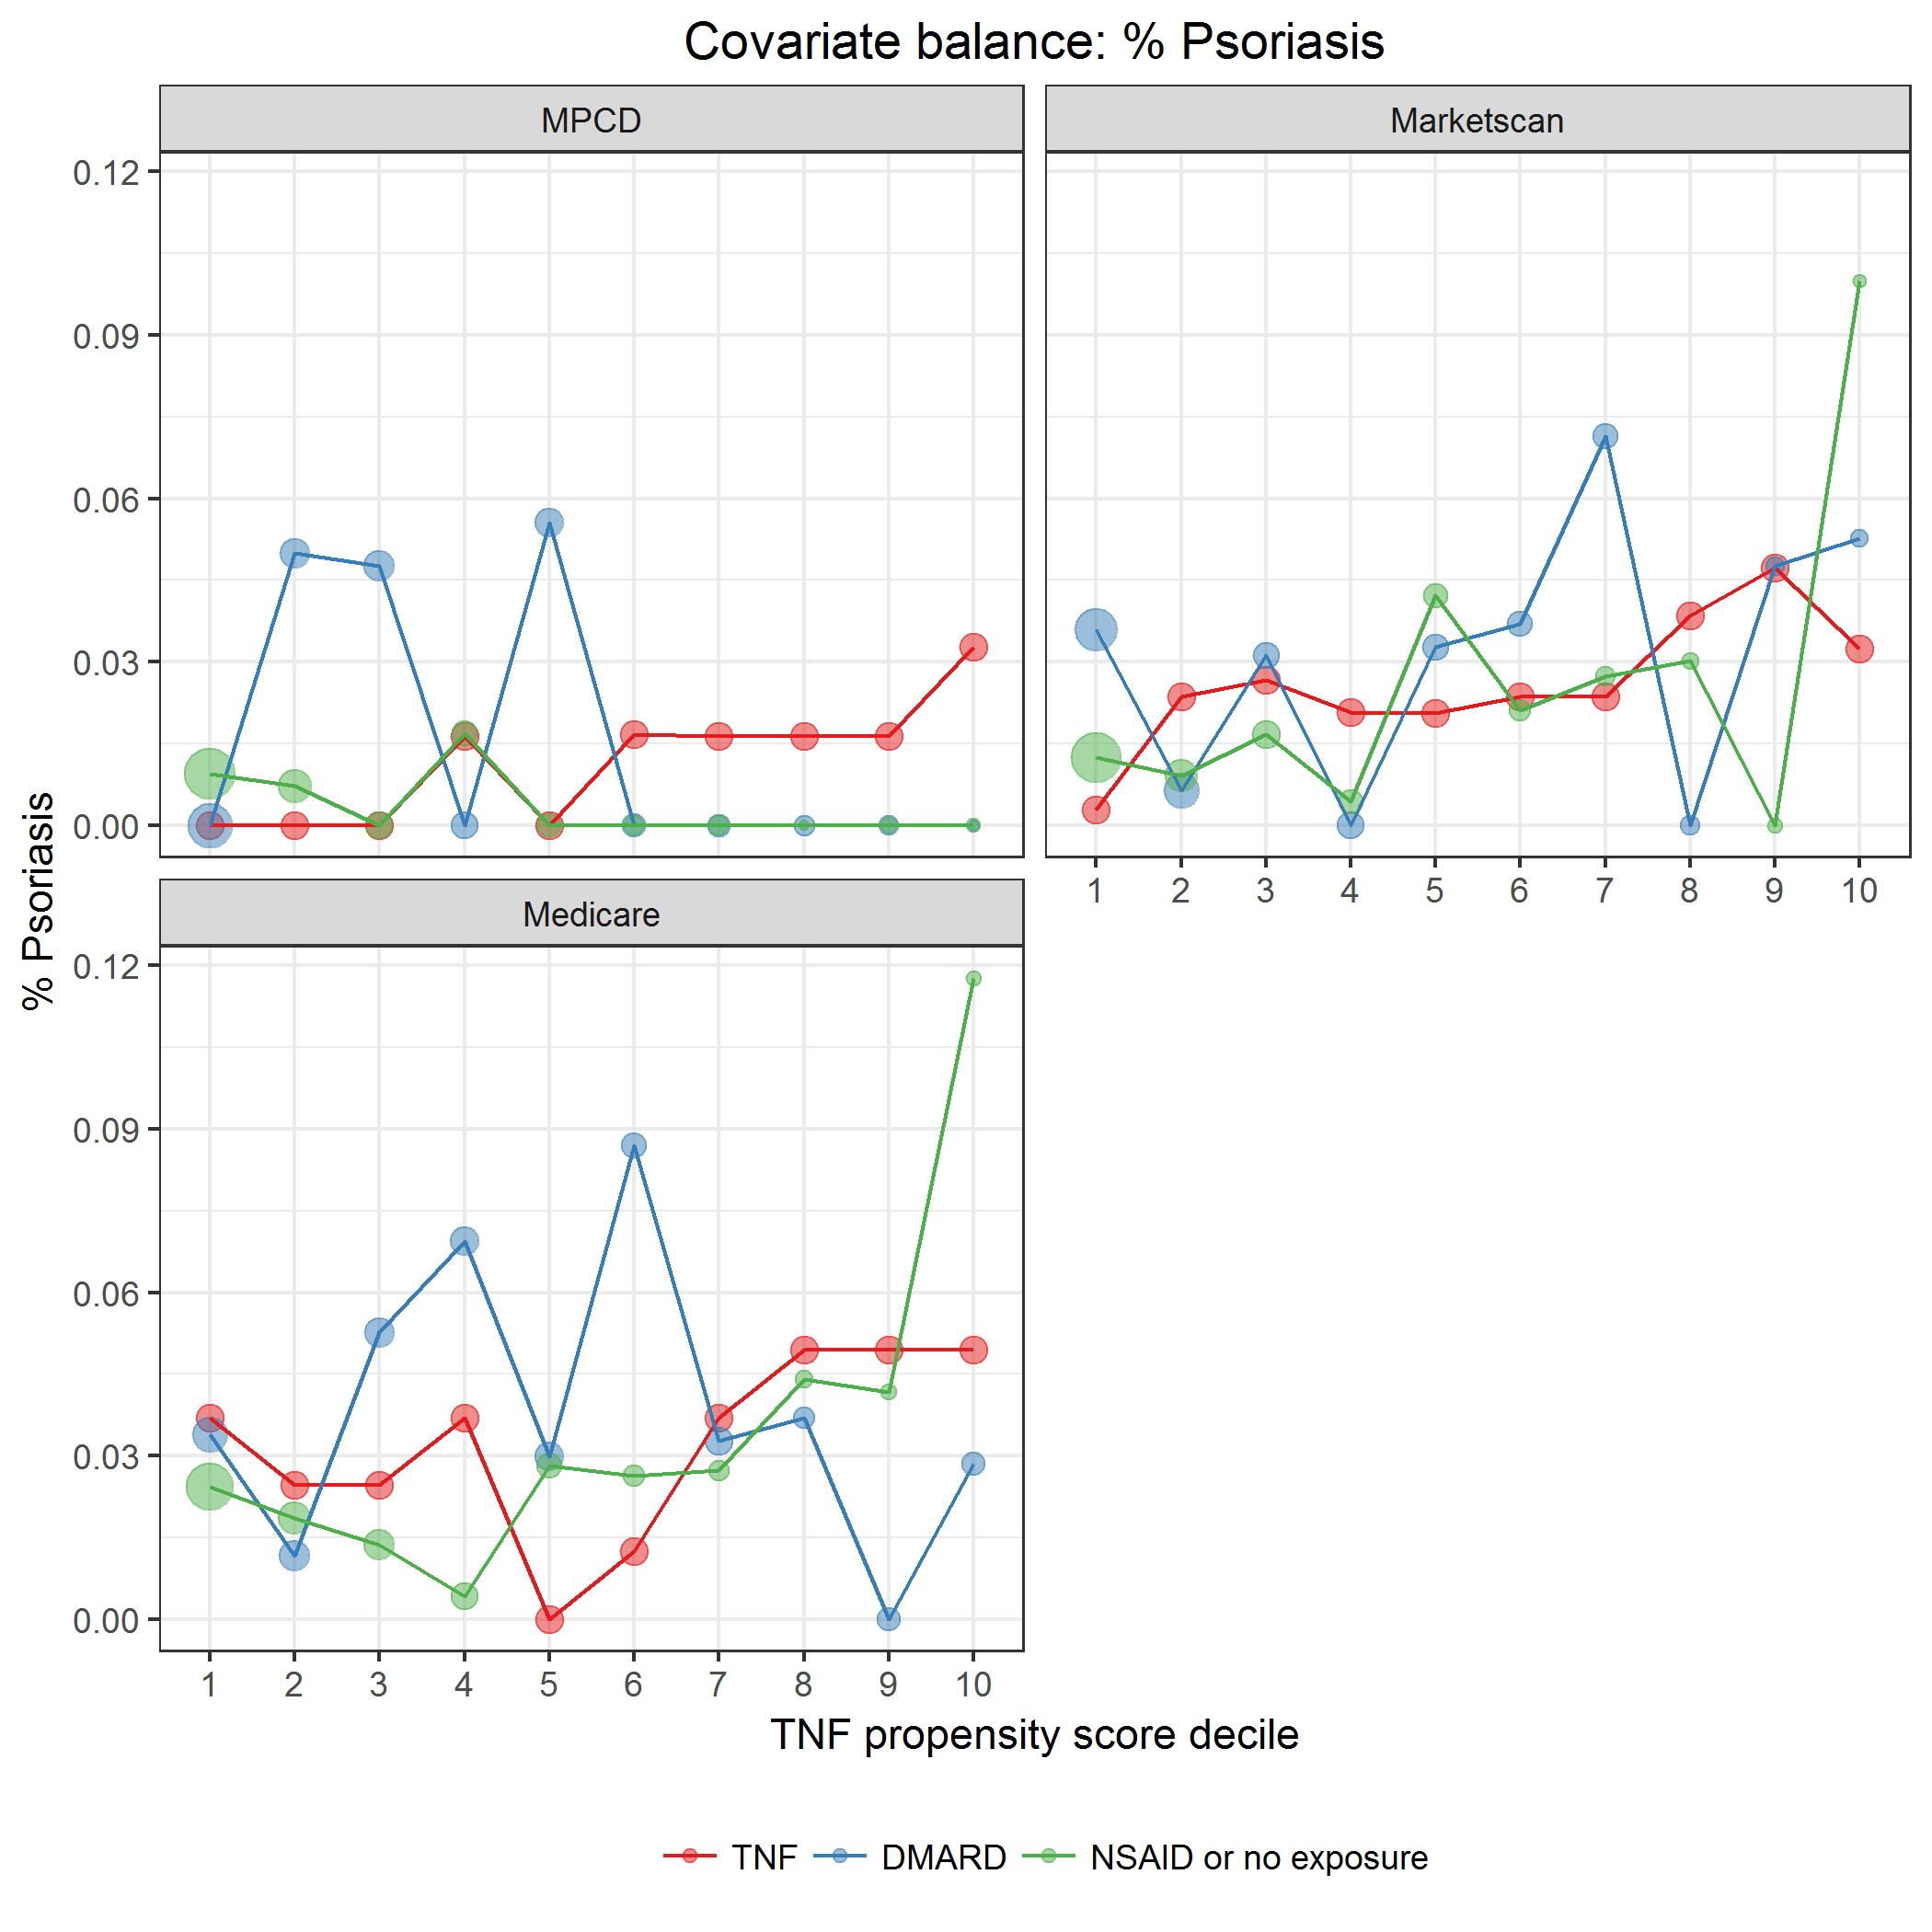 Covariate balance: % Psoriasis
MPCD
Marketscan
0.12
0.09
0.06
0.03
0.00
1 2 3 4 5 6 7 8 9 10
Medicare
0.12
0.09
0.06
0.03
0.00
1 2 3 4 5 6 7 8 9 10
% Psoriasis
TNF propensity score decile
TNF DMARD NSAID or no exposure